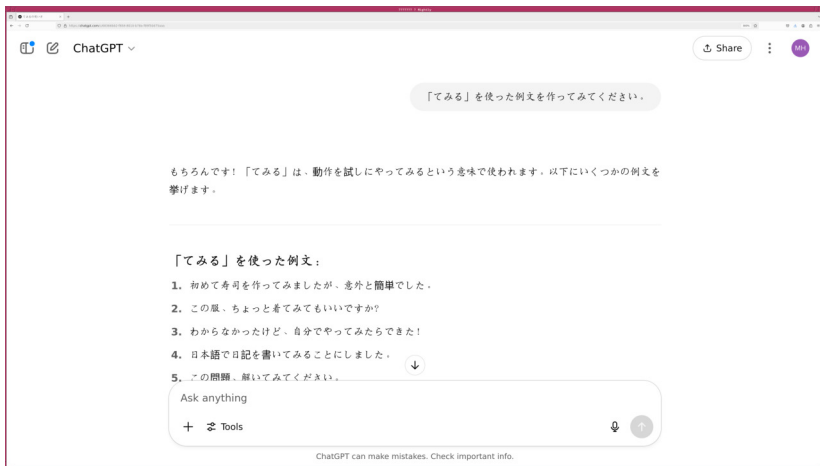 ChatGPT
Share
MH
「てみる」を使った例文を作ってみてください。
もちろんです！「てみる」は、動作を試しにやってみるという意味で使われます。以下にいくつかの例文を
挙げます。
「てみる」を使った例文：
1. 初めて寿司を作ってみましたが、意外と簡単でした。
2. この服、ちょっと着てみてもいいですか？
3. わからなかったけど、自分でやってみたらできた！
4. 日本語で日記を書いてみることにしました。
5. この問題、解いてみてください。
Ask anything
Tools
ChatGPT can make mistakes. Check important info.